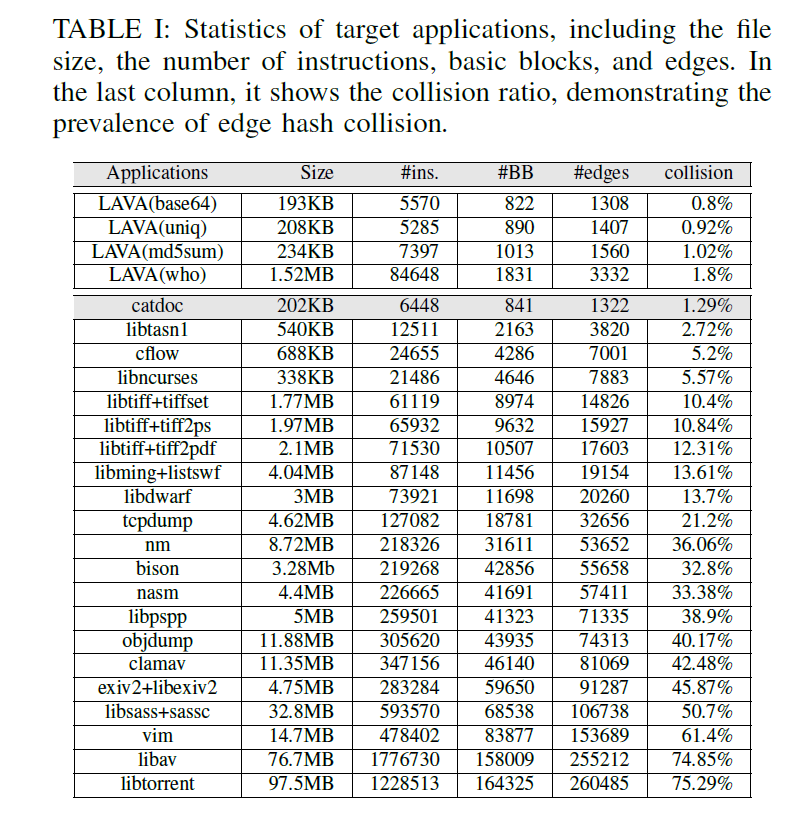 TABLE I: Statistics of target applications, including the file
size, the number of instructions, basic blocks, and edges. In
the last column, it shows the collision ratio, demonstrating the
prevalence of edge hash collision.
Applications Size #ins. #BB #edges collision
LAVA(base64) 193KB 5570 822 1308 0.8%
LAVA(uniq) 208KB 5285 890 1407 0.92%
LAVA(md5sum) 234KB 7397 1013 1560 1.02%
LAVA(who) 1.52MB 84648 1831 3332 1.8%
catdoc 202KB 6448 841 1322 1.29%
libtasn1 540KB 12511 2163 3820 2.72%
cflow 688KB 24655 4286 7001 5.2%
libncurses 338KB 21486 4646 7883 5.57%
libtiff+tiffset 1.77MB 61119 8974 14826 10.4%
libtiff+tiff2ps 1.97MB 65932 9632 15927 10.84%
libtiff+tiff2pdf 2.1MB 71530 10507 17603 12.31%
libming+listswf 4.04MB 87148 11456 19154 13.61%
libdwarf 3MB 73921 11698 20260 13.7%
tcpdump 4.62MB 127082 18781 32656 21.2%
nm 8.72MB 218326 31611 53652 36.06%
bison 3.28Mb 219268 42856 55658 32.8%
nasm 4.4MB 226665 41691 57411 33.38%
libpspp 5MB 259501 41323 71335 38.9%
objdump 11.88MB 305620 43935 74313 40.17%
clamav 11.35MB 347156 46140 81069 42.48%
exiv2+libexiv2 4.75MB 283284 59650 91287 45.87%
libsass+sassc 32.8MB 593570 68538 106738 50.7%
vim 14.7MB 478402 83877 153689 61.4%
libav 76.7MB 1776730 158009 255212 74.85%
libtorrent 97.5MB 1228513 164325 260485 75.29%